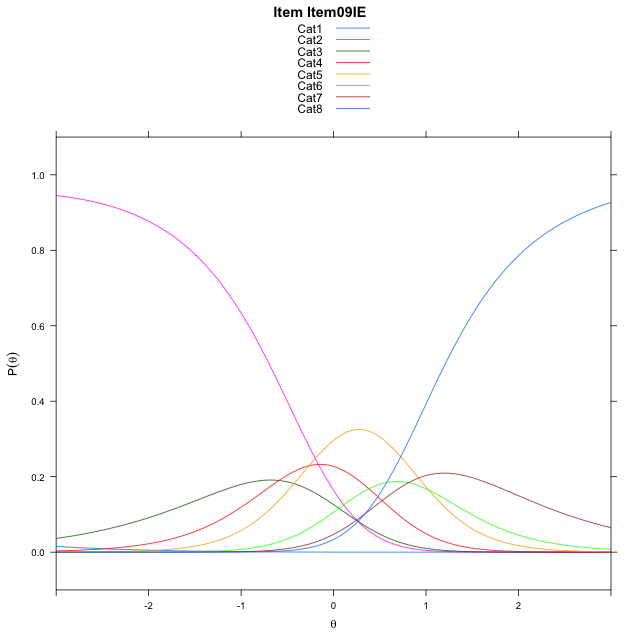 Item Item09IE
Cat1
Cat2
Cat3
Cat4
Cat5
Cat6
Cat7
Cat8
1.0
0.8
0.6
0.4
0.2
0.0
P(θ)
-2 -1 0 1 2
θ